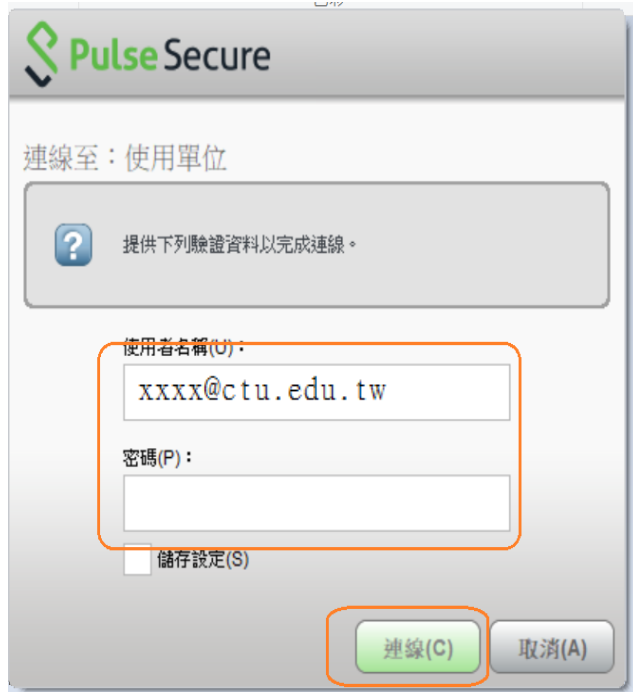 Pulse Secure
連線至：使用單位
?
提供下列驗證資料以完成連線。
使用者名稱(U)：
xxxx@ctu.edu.tw
密碼(P)：
儲存設定(S)
連線(C)
取消(A)